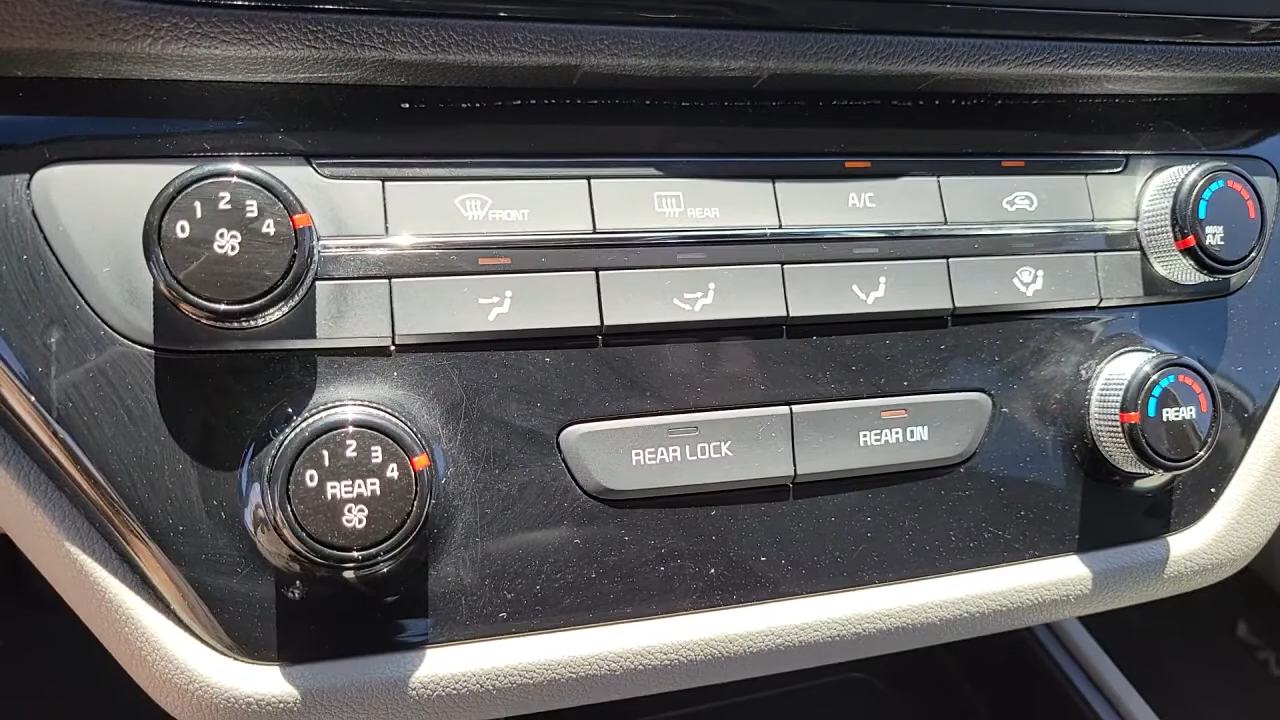 0 1 2 3 4
FRONT
REAR
A/C
MAX
A/C
0 1 2 3 4
REAR
REAR LOCK
REAR ON
REAR